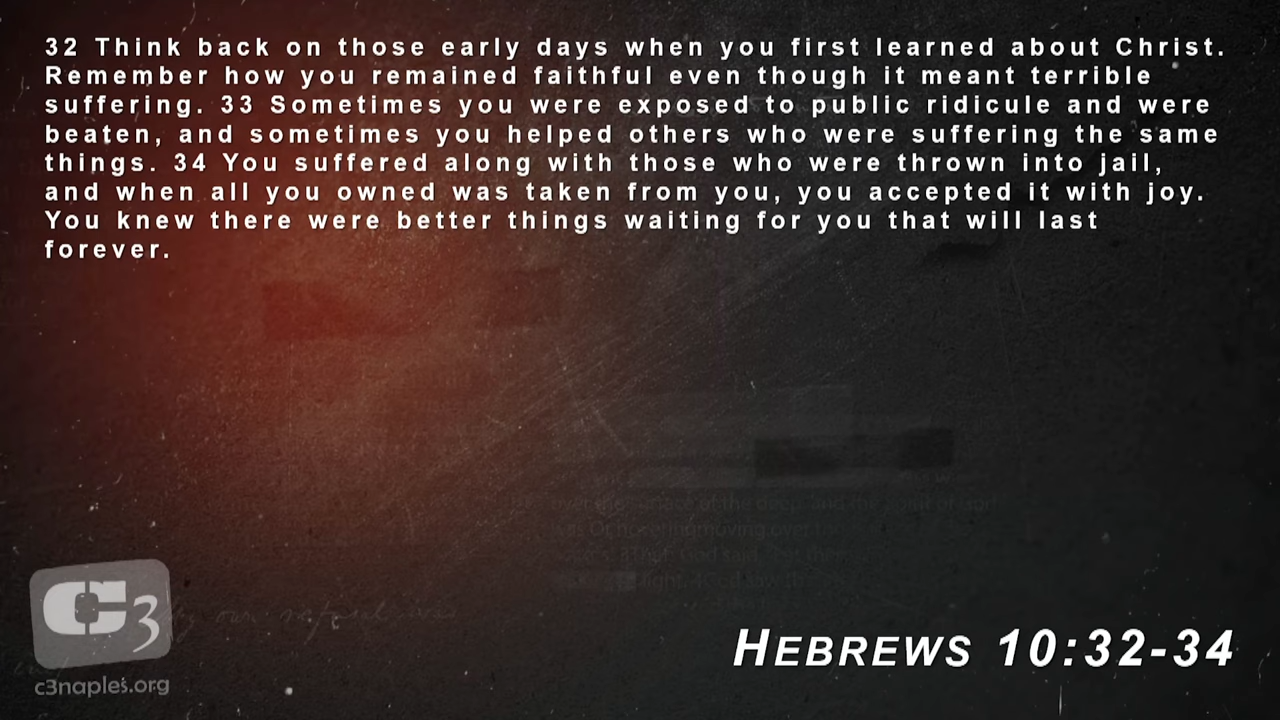 32 Think back on those early days when you first learned about Christ.
Remember how you remained faithful even though it meant terrible
suffering. 33 Sometimes you were exposed to public ridicule and were
beaten, and sometimes you helped others who were suffering the same
things. 34 You suffered along with those who were thrown into jail,
and when all you owned was taken from you, you accepted it with joy.
You knew there were better things waiting for you that will last
forever.
C3
c3naples.org
HEBREWS 10:32-34